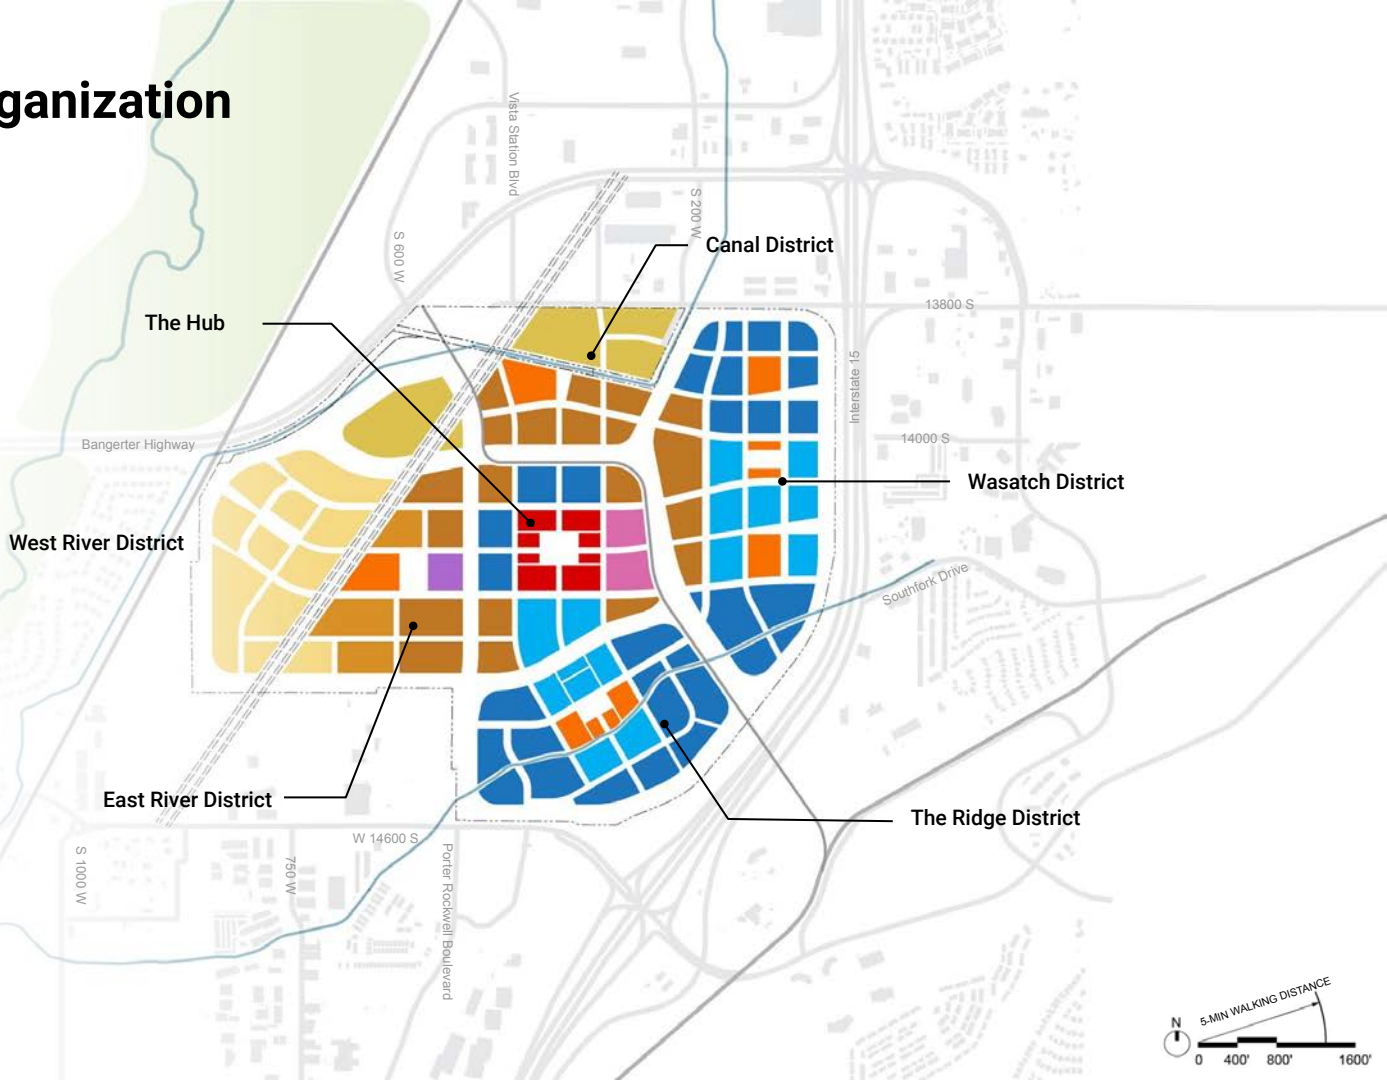 ganization
Vista Station Blvd
S 200 W
S 600 W
Canal District
13800 S
The Hub
Interstate 15
14000 S
Bangerter Highway
Wasatch District
West River District
Southfork Drive
East River District
The Ridge District
W 14600 S
S 1000 W
750 W
Porter Rockwell Boulevard
5-MIN WALKING DISTANCE
N
0 400' 800' 1600'